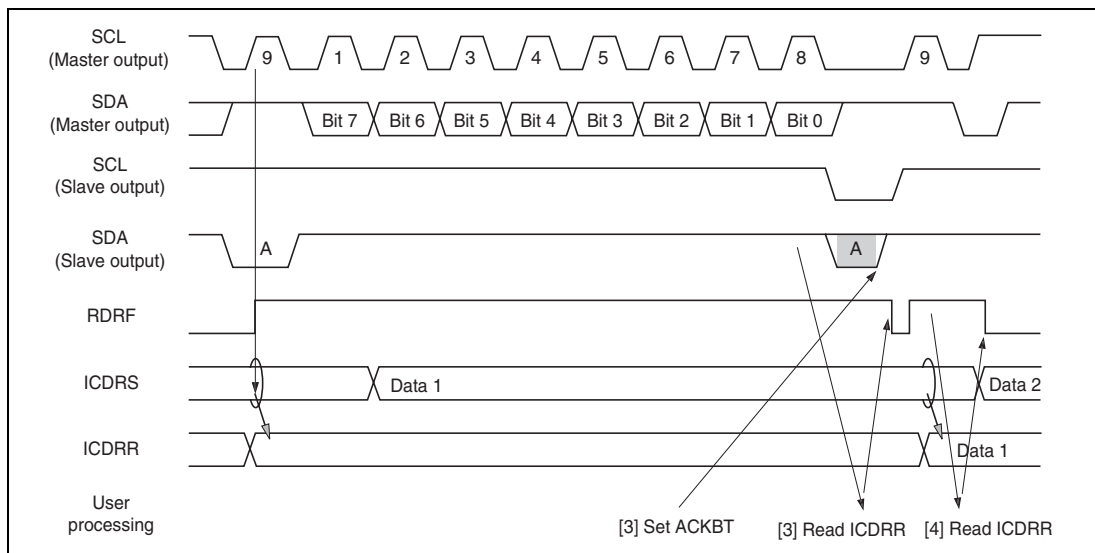 SCL
(Master output)
9 1 2 3 4 5 6 7 8 9
SDA
(Master output)
Bit 7 Bit 6 Bit 5 Bit 4 Bit 3 Bit 2 Bit 1 Bit 0
SCL
(Slave output)
SDA
(Slave output)
A A
RDRF
ICDRS
Data 1 Data 2
ICDRR
Data 1
User
processing
[3] Set ACKBT [3] Read ICDRR [4] Read ICDRR